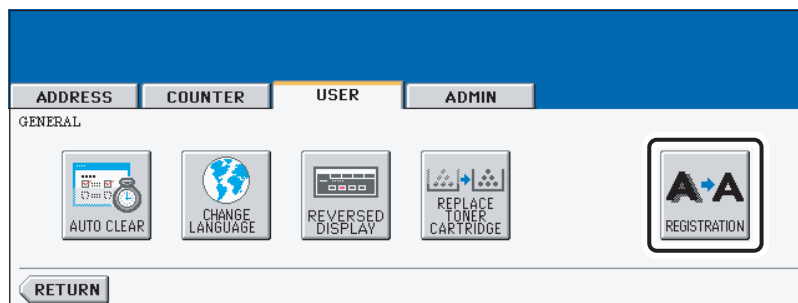 ADDRESS COUNTER USER ADMIN
GENERAL
AUTO CLEAR
CHANGE
LANGUAGE
REVERSED
DISPLAY
REPLACE
TONER
CARTRIDGE
A A
REGISTRATION
RETURN